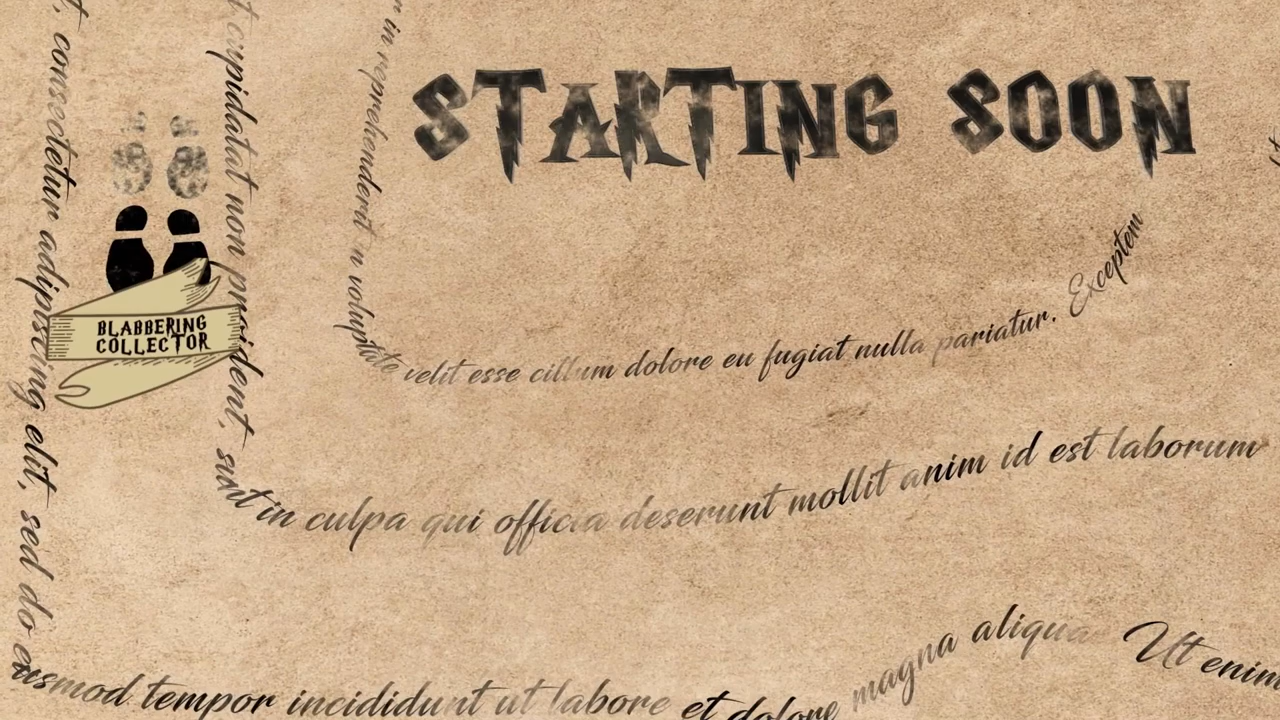 STARTING SOON
consectetur adipiscing elit, sed do eiusmod tempor incididunt ut labore et dolore magna aliqua Ut enim
cupidatat non proident, sunt in culpa qui officia deserunt mollit anim id est laborum
in reprehenderit in voluptate velit esse cillum dolore eu fugiat nulla pariatur. Excepteur
BLABBERING
COLLECTOR